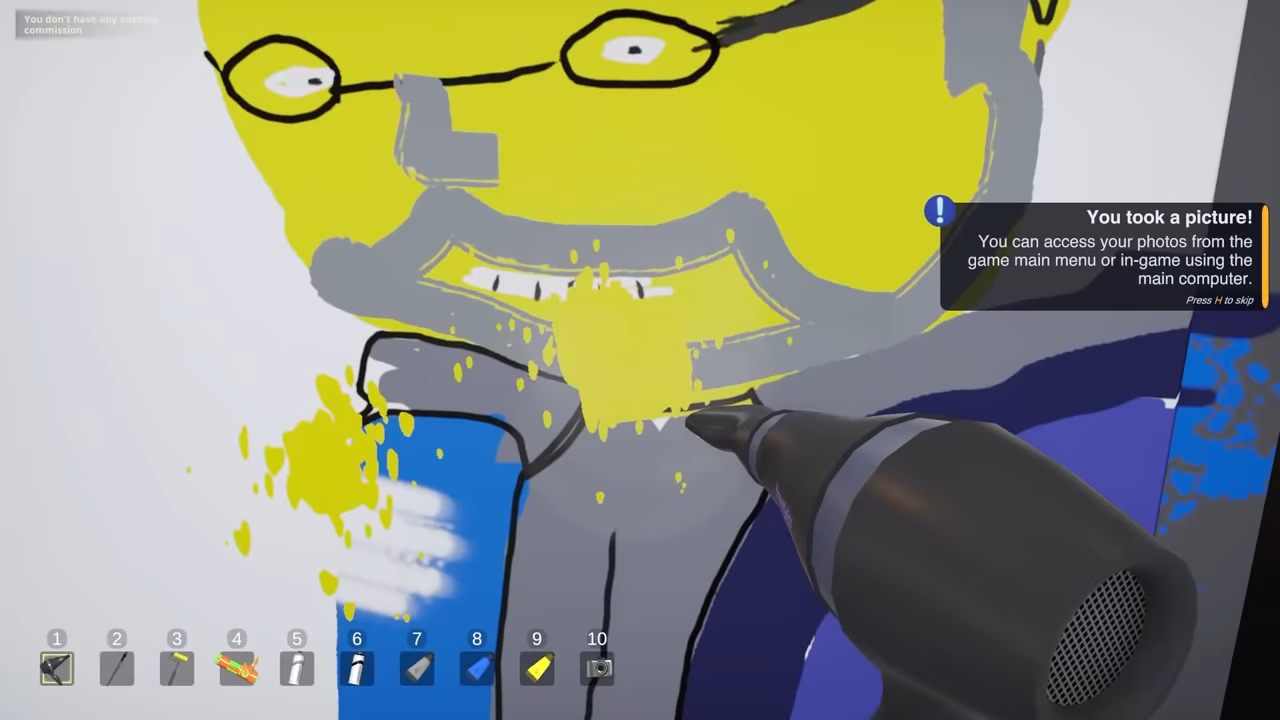 You don't have any ongoing
commission
You took a picture!
You can access your photos from the
game main menu or in-game using the
main computer.
Press H to skip
1 2 3 4 5 6 7 8 9 10